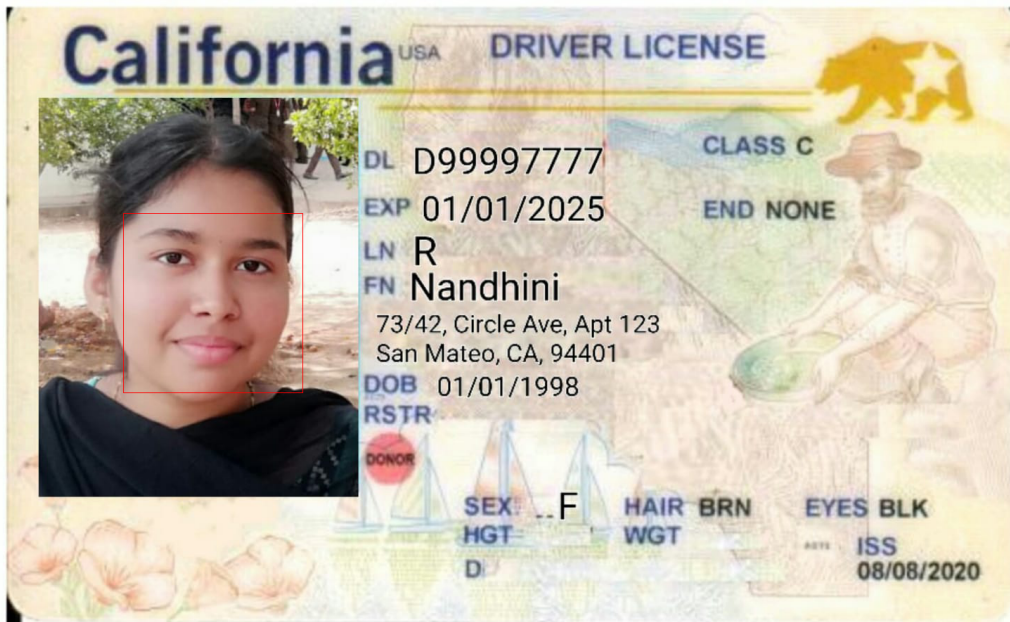 California USA DRIVER LICENSE
CLASS C
DL D99997777
EXP 01/01/2025
END NONE
LN R
FN Nandhini
73/42, Circle Ave, Apt 123
San Mateo, CA, 94401
DOB 01/01/1998
RSTR
DONOR
SEX F HAIR BRN EYES BLK
HGT WGT
ISS
D 08/08/2020